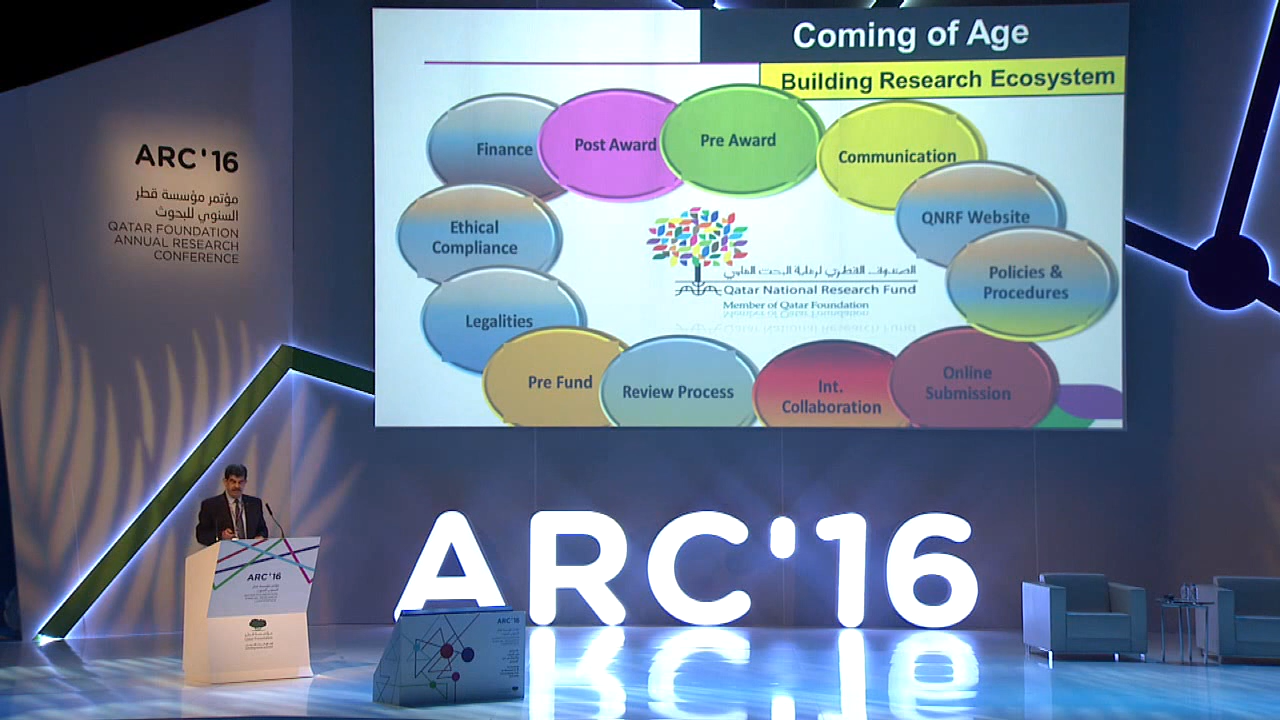 Coming of Age
Building Research Ecosystem
Finance
Post Award
Pre Award
Communication
QNRF Website
Policies &
Procedures
Online
Submission
Int.
Collaboration
Review Process
Pre Fund
Legalities
Ethical
Compliance
الصندوق القطري لرعاية البحث العلمي
Qatar National Research Fund
Member of Qatar Foundation
ARC'16
مؤتمر مؤسسة قطر
السنوي للبحوث
QATAR FOUNDATION
ANNUAL RESEARCH
CONFERENCE
ARC'16
ARC'16
ARC'16